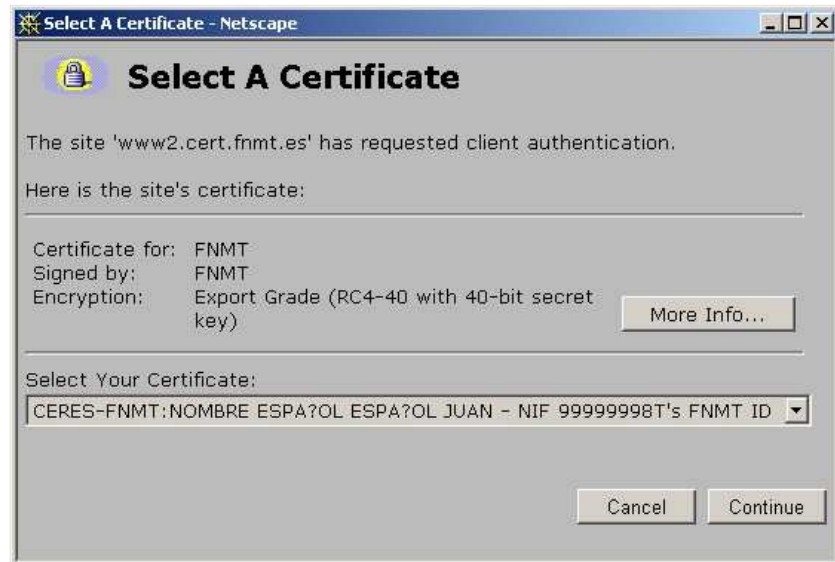 Select A Certificate - Netscape
Select A Certificate
The site 'www2.cert.fnmt.es' has requested client authentication.
Here is the site's certificate:
Certificate for: FNMT
Signed by: FNMT
Encryption: Export Grade (RC4-40 with 40-bit secret
key)
More Info...
Select Your Certificate:
CERES-FNMT:NOMBRE ESPA?OL ESPA?OL JUAN - NIF 99999998T's FNMT ID
Cancel Continue